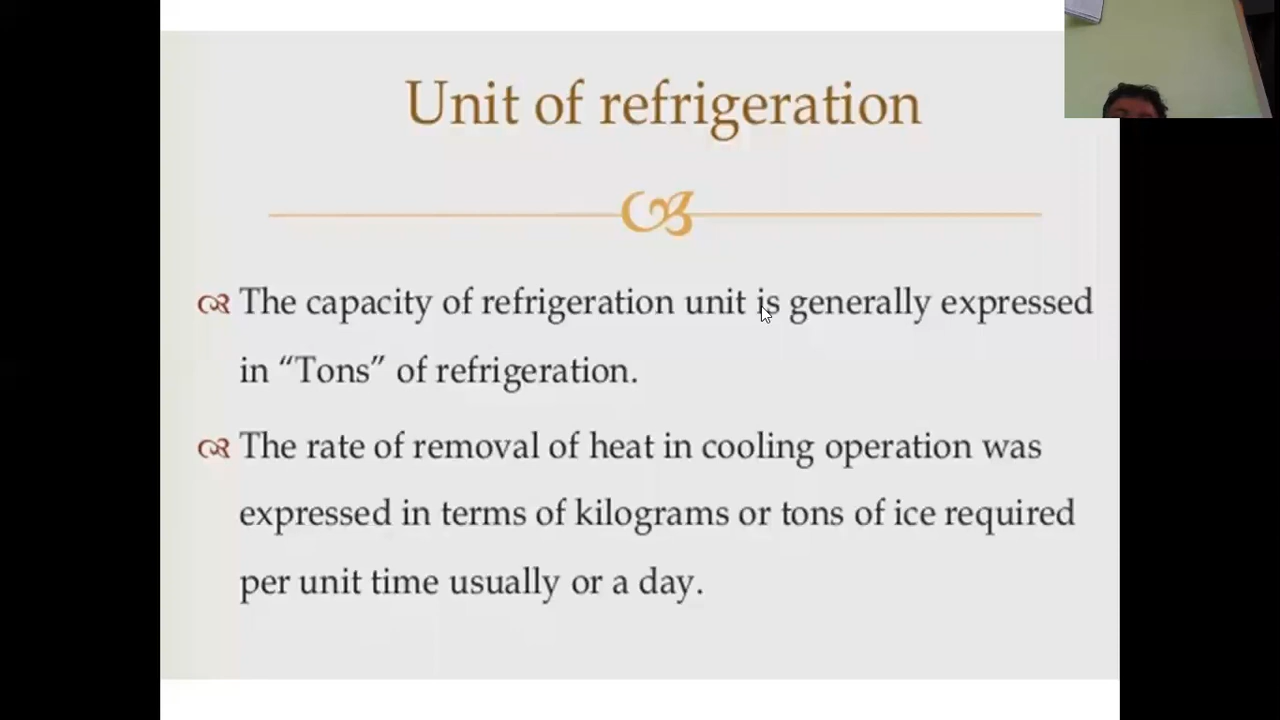 Unit of refrigeration
The capacity of refrigeration unit is generally expressed
in “Tons” of refrigeration.
The rate of removal of heat in cooling operation was
expressed in terms of kilograms or tons of ice required
per unit time usually or a day.